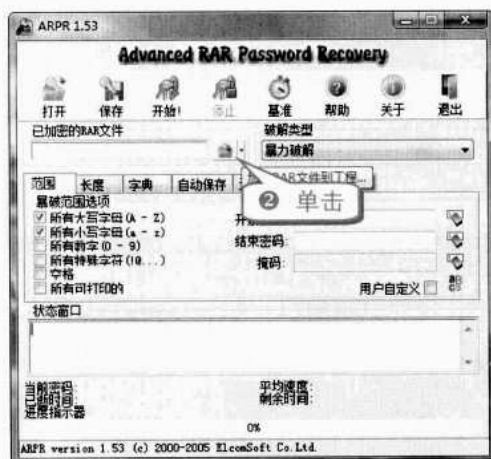 ARPR 1.53
Advanced RAR Password Recovery
打开 保存 开始! 停止 基准 帮助 关于 退出
已加密的RAR文件 破解类型
暴力破解
范围 长度 字典 自动保存 RAR文件到工程...
❷ 单击
暴破范围选项
所有大写字母(A - Z)
所有小写字母(a - z)
所有数字(0 - 9) 结束密码:
所有特殊字符(!@...) 掩码:
空格
所有可打印的 用户自定义
状态窗口
当前密码: 平均速度:
已逝时间: 剩余时间:
进度指示器
0%
ARPR version 1.53 (c) 2000-2005 ElcomSoft Co.Ltd.